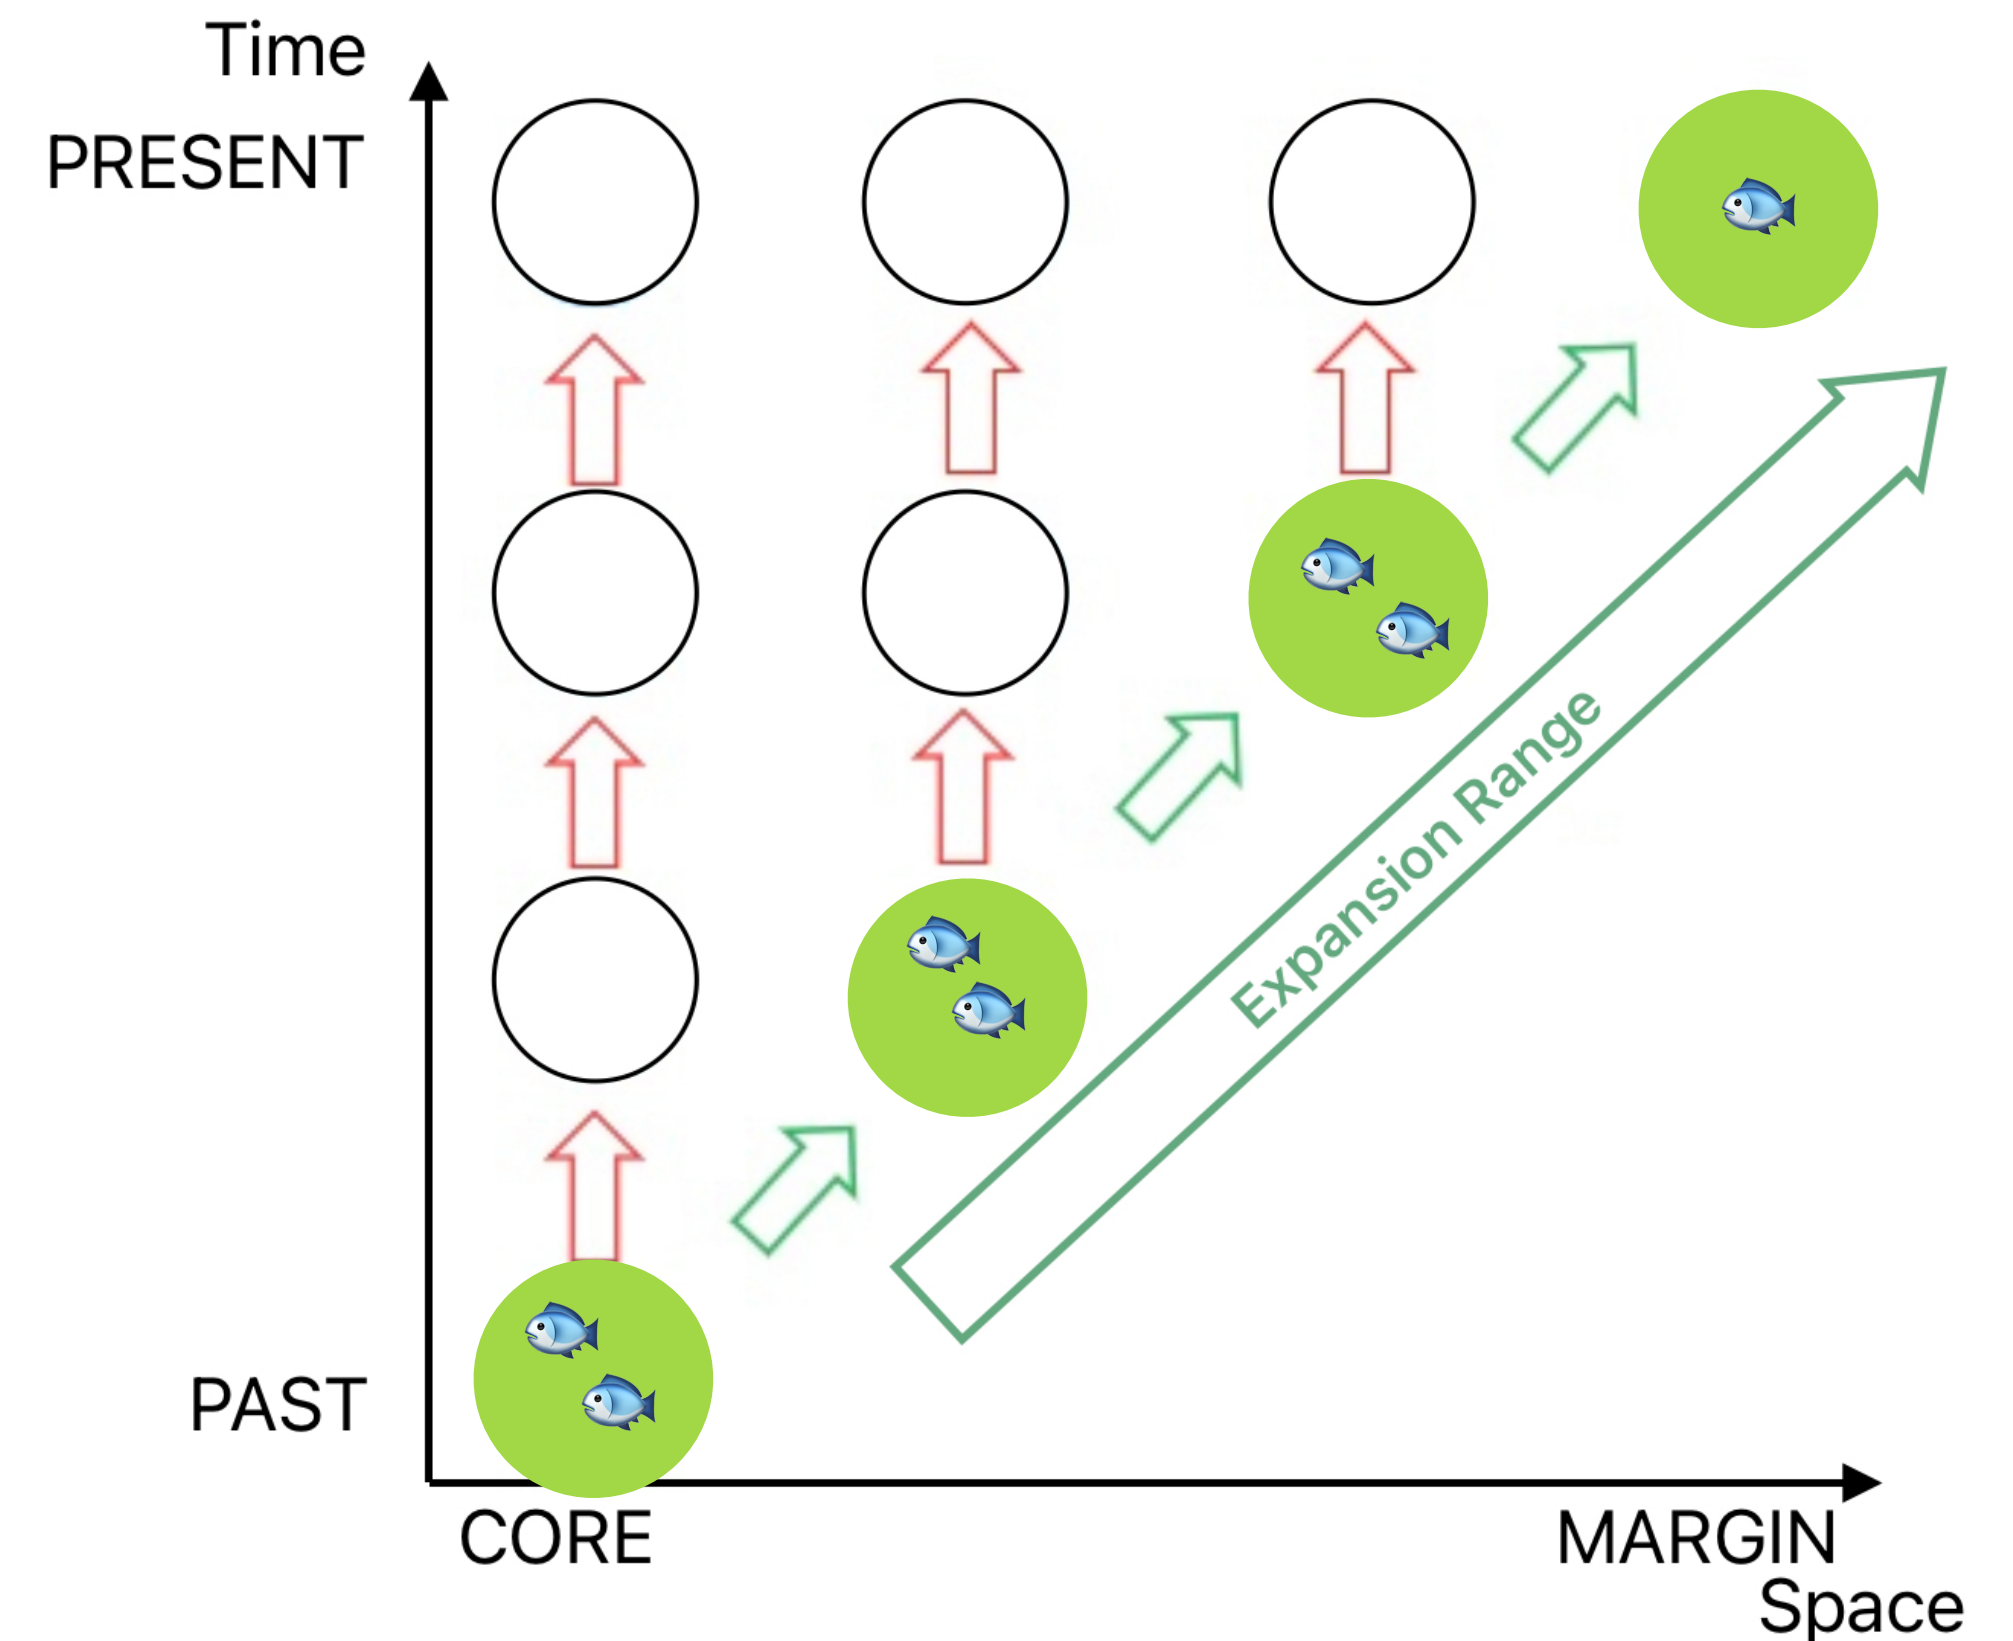 Time
PRESENT
Expansion Range
PAST
CORE
MARGIN
Space